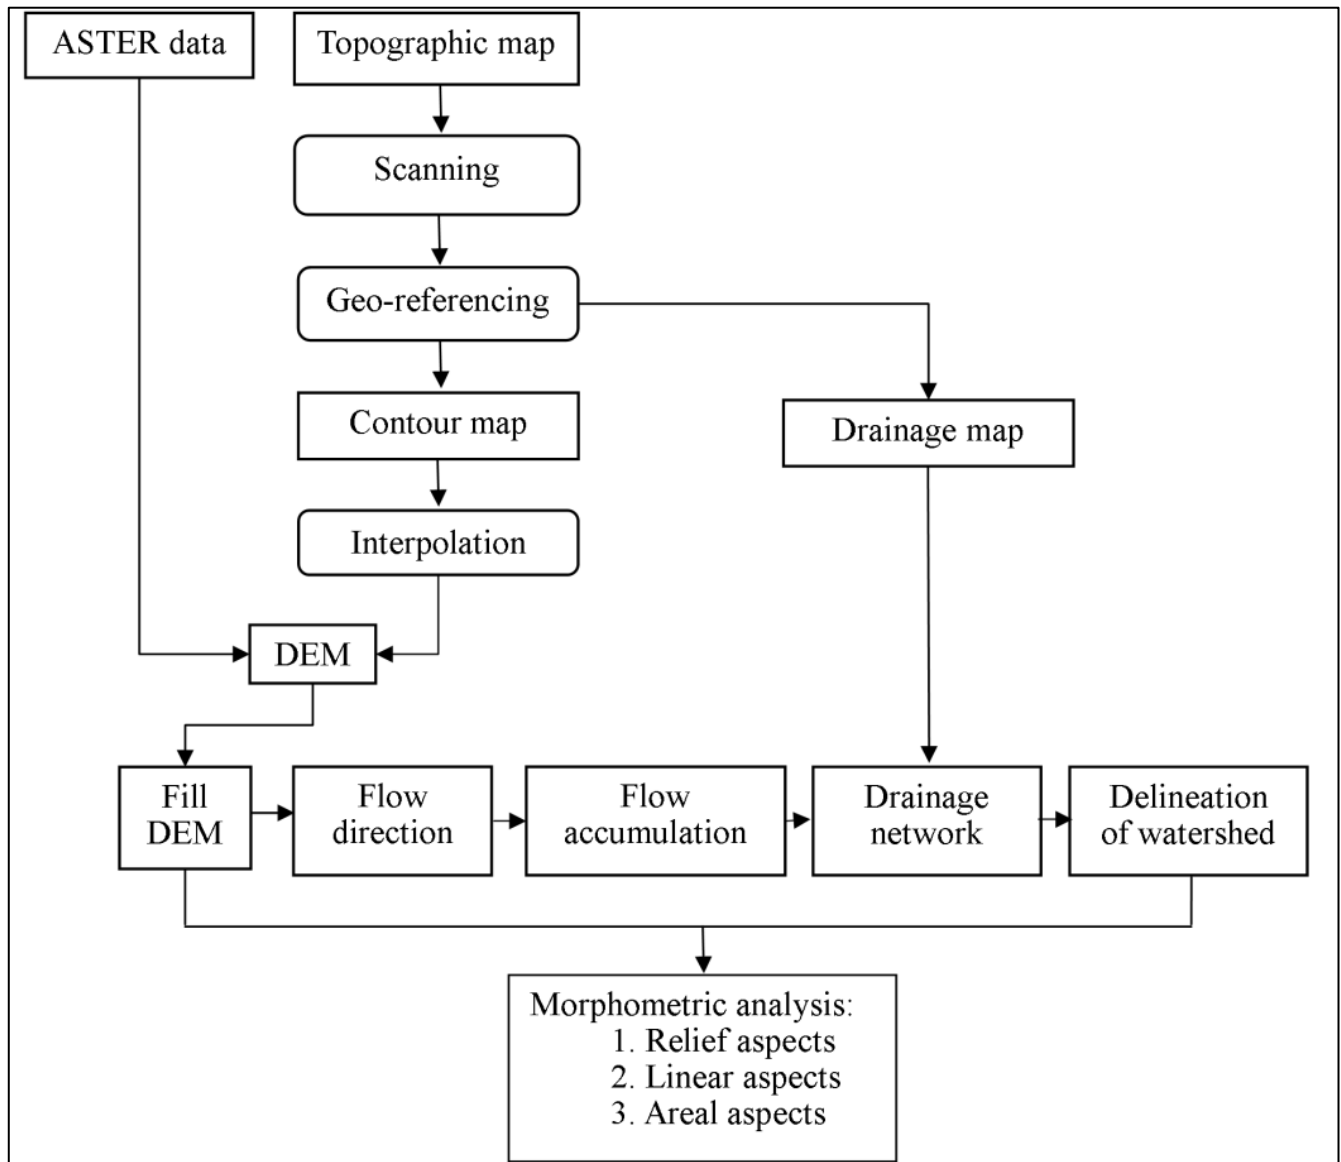 ASTER data
Topographic map
Scanning
Geo-referencing
Contour map
Drainage map
Interpolation
DEM
Fill
DEM
Flow
direction
Flow
accumulation
Drainage
network
Delineation
of watershed
Morphometric analysis:
1. Relief aspects
2. Linear aspects
3. Areal aspects